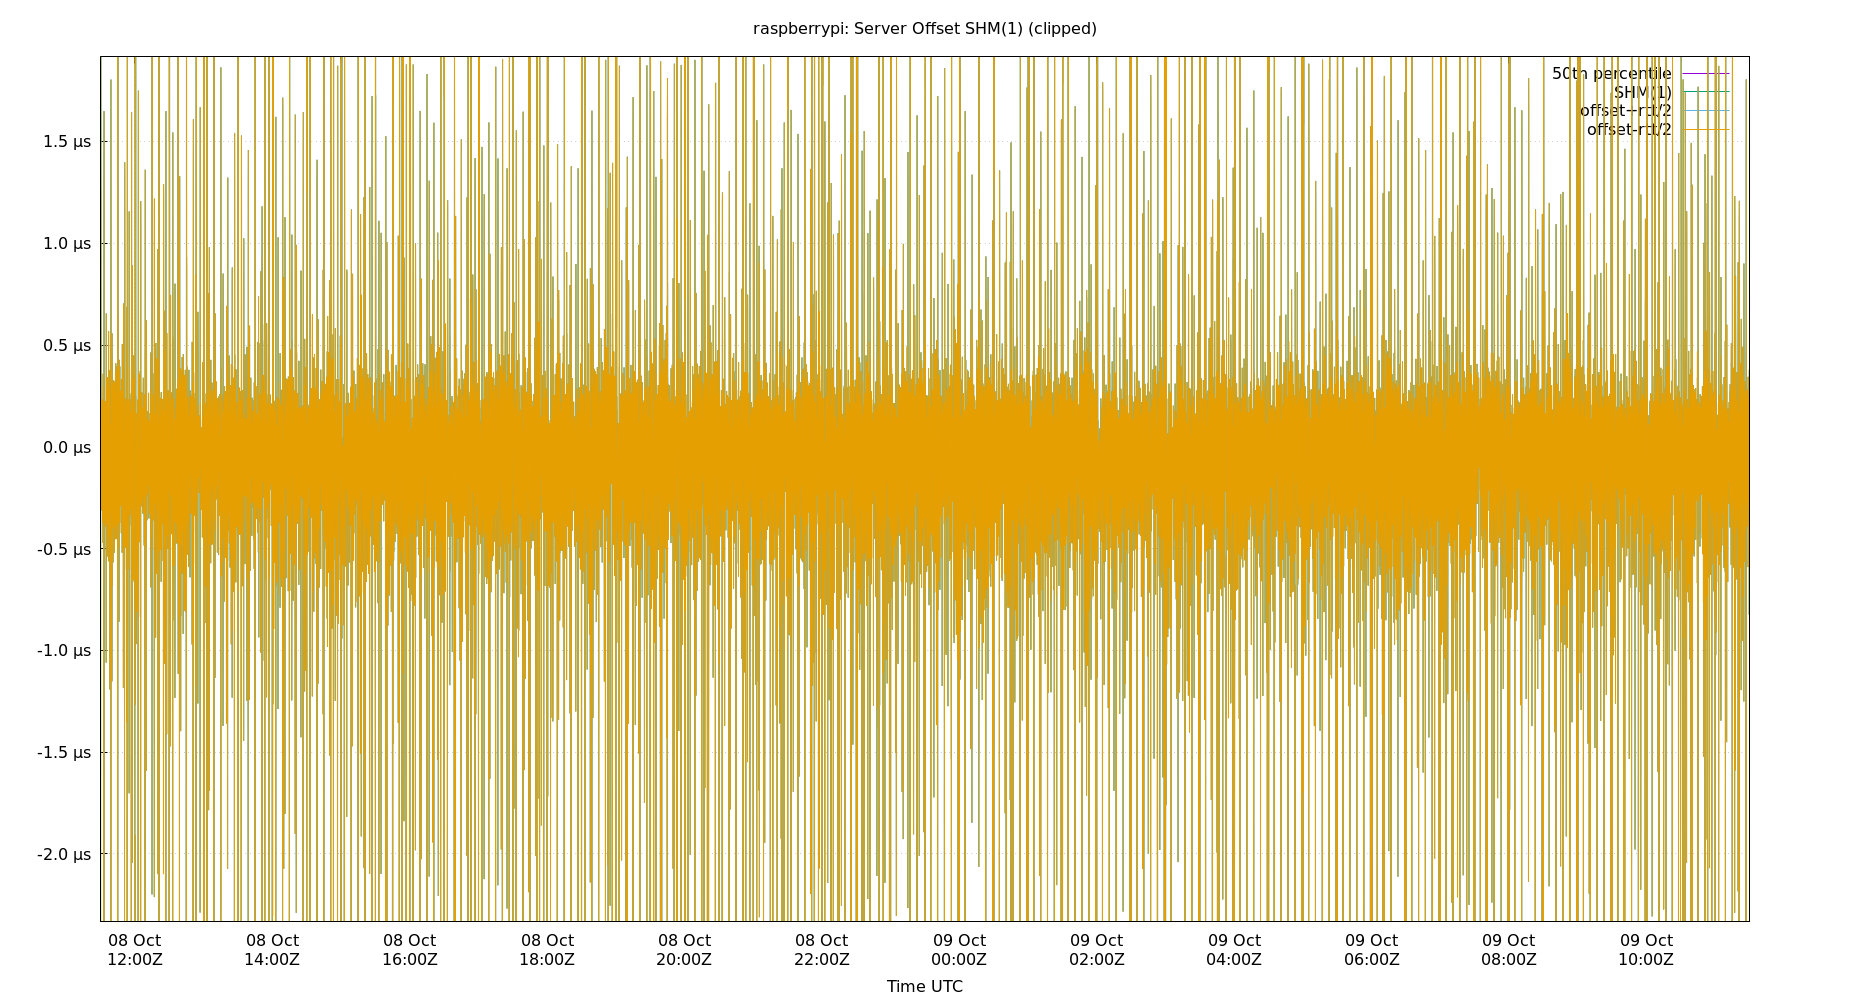 raspberrypi: Server Offset SHM(1) (clipped)
50th percentile
SHM(1)
offset+rtt/2
offset-rtt/2
1.5 µs
1.0 µs
0.5 µs
0.0 µs
-0.5 µs
-1.0 µs
-1.5 µs
-2.0 µs
08 Oct 08 Oct 08 Oct 08 Oct 08 Oct 08 Oct 09 Oct 09 Oct 09 Oct 09 Oct 09 Oct 09 Oct
12:00Z 14:00Z 16:00Z 18:00Z 20:00Z 22:00Z 00:00Z 02:00Z 04:00Z 06:00Z 08:00Z 10:00Z
Time UTC